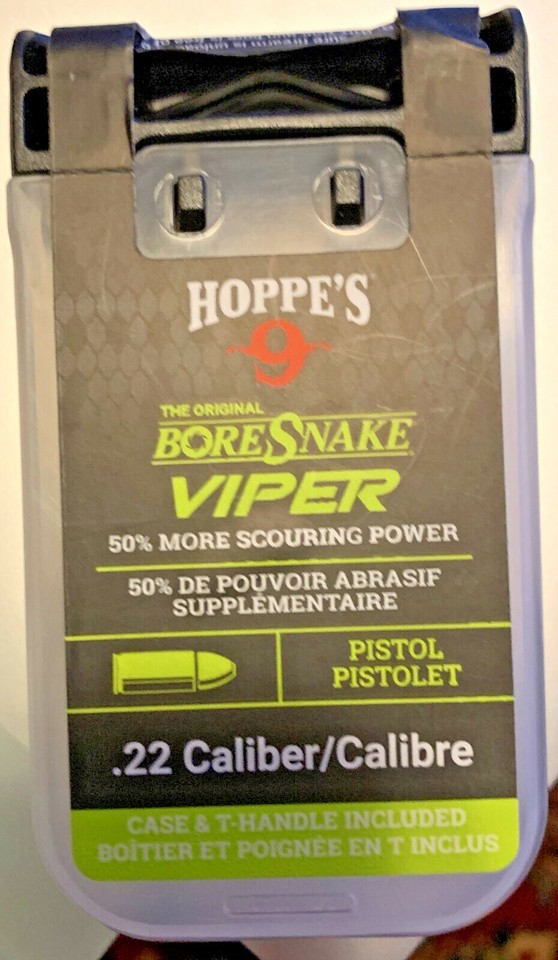 HOPPE'S
9
THE ORIGINAL
BORESNAKE
VIPER
50% MORE SCOURING POWER
50% DE POUVOIR ABRASIF
SUPPLÉMENTAIRE
PISTOL
PISTOLET
.22 Caliber/Calibre
CASE & T-HANDLE INCLUDED
BOÎTIER ET POIGNÉE EN T INCLUS